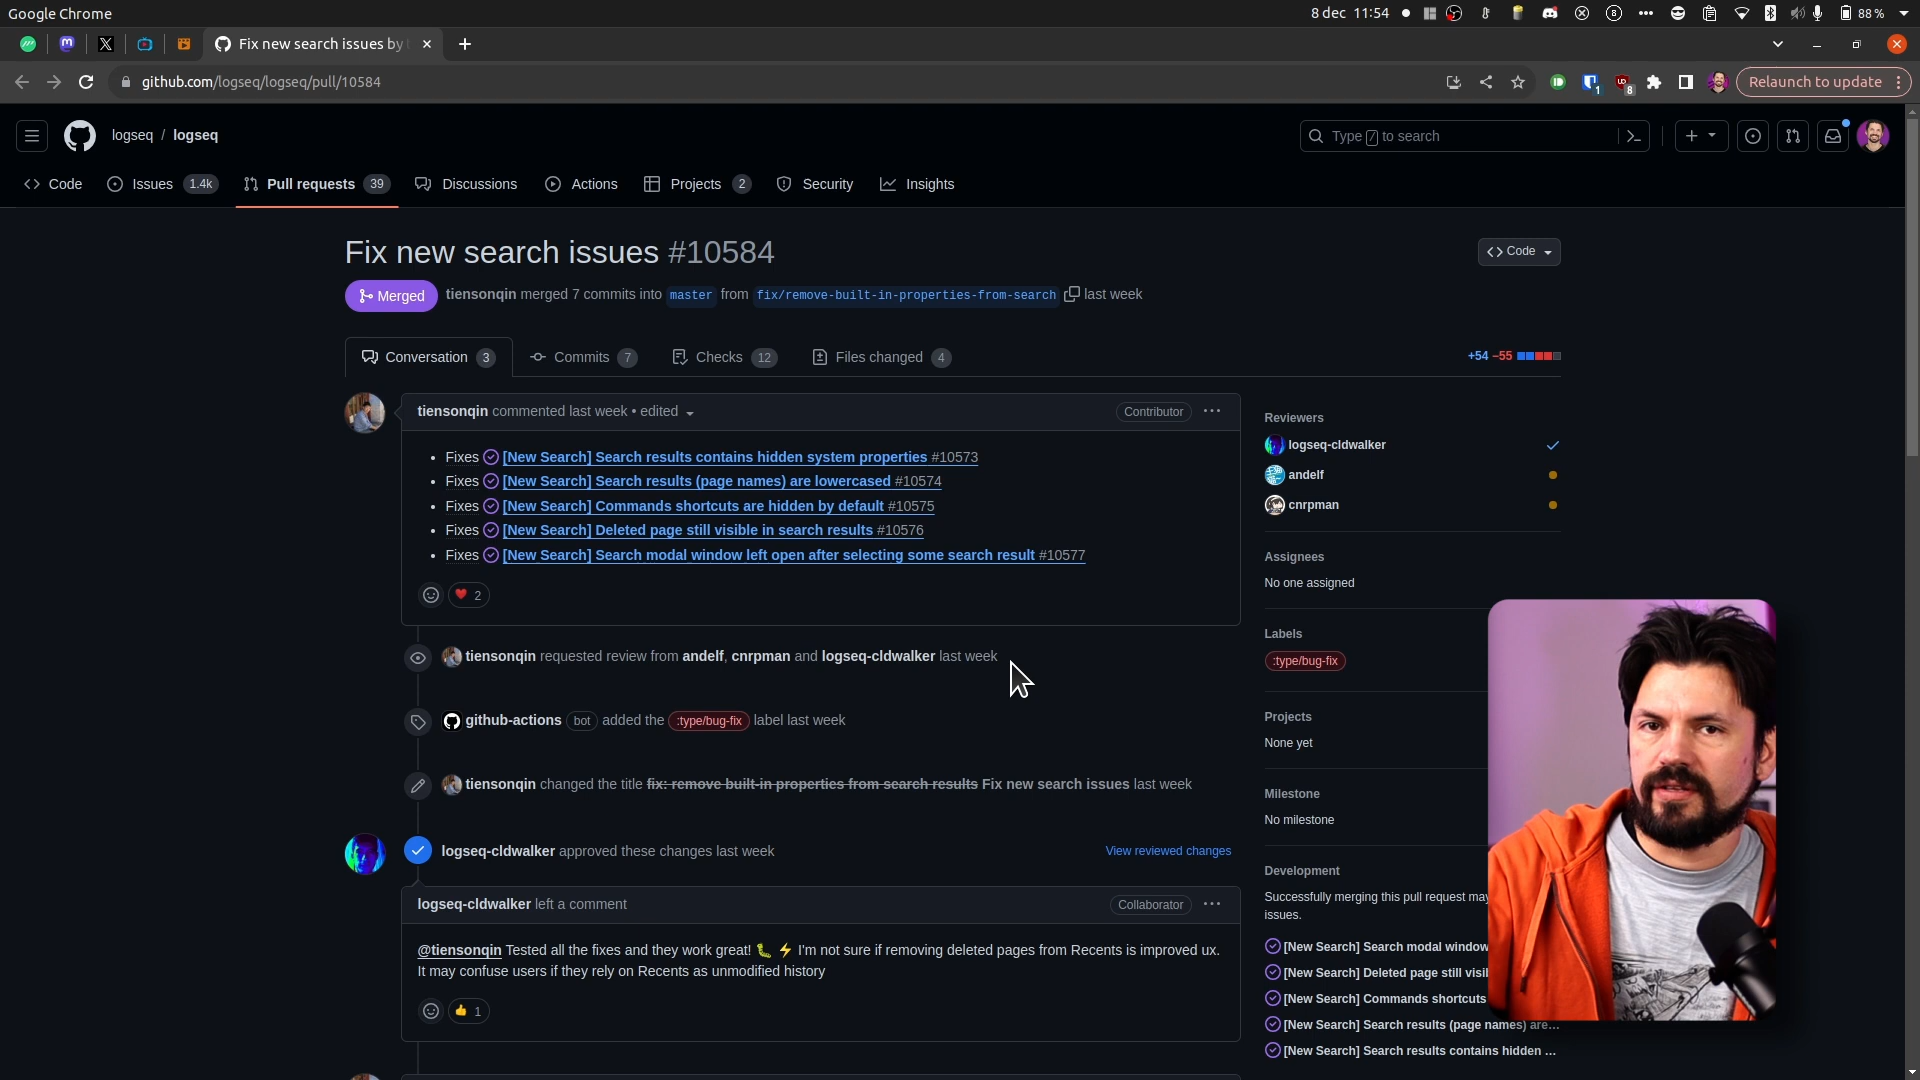 Google Chrome
8 dec 11:54
88 %
Fix new search issues by
github.com/logseq/logseq/pull/10584
1
8
Relaunch to update
logseq / logseq
Type / to search
Code
Issues 1.4k
Pull requests 39
Discussions
Actions
Projects 2
Security
Insights
Fix new search issues #10584
Code
Merged
tiensonqin merged 7 commits into master from fix/remove-built-in-properties-from-search last week
Conversation 3
Commits 7
Checks 12
Files changed 4
+54 −55
tiensonqin commented last week • edited
Contributor
Fixes [New Search] Search results contains hidden system properties #10573
Fixes [New Search] Search results (page names) are lowercased #10574
Fixes [New Search] Commands shortcuts are hidden by default #10575
Fixes [New Search] Deleted page still visible in search results #10576
Fixes [New Search] Search modal window left open after selecting some search result #10577
2
tiensonqin requested review from andelf, cnrpman and logseq-cldwalker last week
github-actions bot added the :type/bug-fix label last week
tiensonqin changed the title fix: remove built-in properties from search results Fix new search issues last week
logseq-cldwalker approved these changes last week
View reviewed changes
logseq-cldwalker left a comment
Collaborator
@tiensonqin Tested all the fixes and they work great! 🐛 ⚡ I'm not sure if removing deleted pages from Recents is improved ux.
It may confuse users if they rely on Recents as unmodified history
1
Reviewers
logseq-cldwalker
andelf
cnrpman
Assignees
No one assigned
Labels
:type/bug-fix
Projects
None yet
Milestone
No milestone
Development
Successfully merging this pull request may
issues.
[New Search] Search modal window
[New Search] Deleted page still
[New Search] Commands shortcuts
[New Search] Search results (page names) are...
[New Search] Search results contains hidden ...